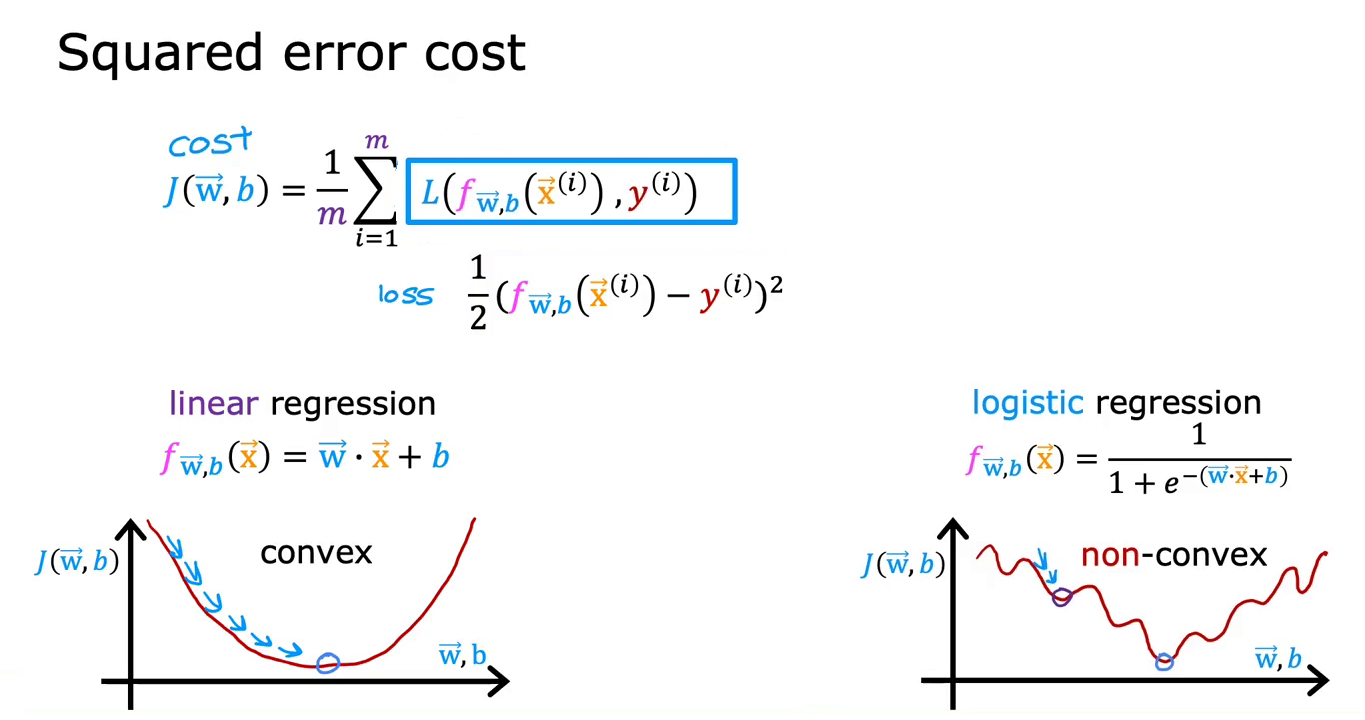 Squared error cost
cost
J(w⃗, b) = 1/m ∑_{i=1}^{m} L(f_{w⃗,b}(x⃗^{(i)}), y^{(i)})
loss 1/2 (f_{w⃗,b}(x⃗^{(i)}) − y^{(i)})²
linear regression
f_{w⃗,b}(x⃗) = w⃗ · x⃗ + b
J(w⃗, b)
convex
w⃗, b
logistic regression
f_{w⃗,b}(x⃗) = 1/(1 + e^{−(w⃗·x⃗+b)})
J(w⃗, b)
non-convex
w⃗, b